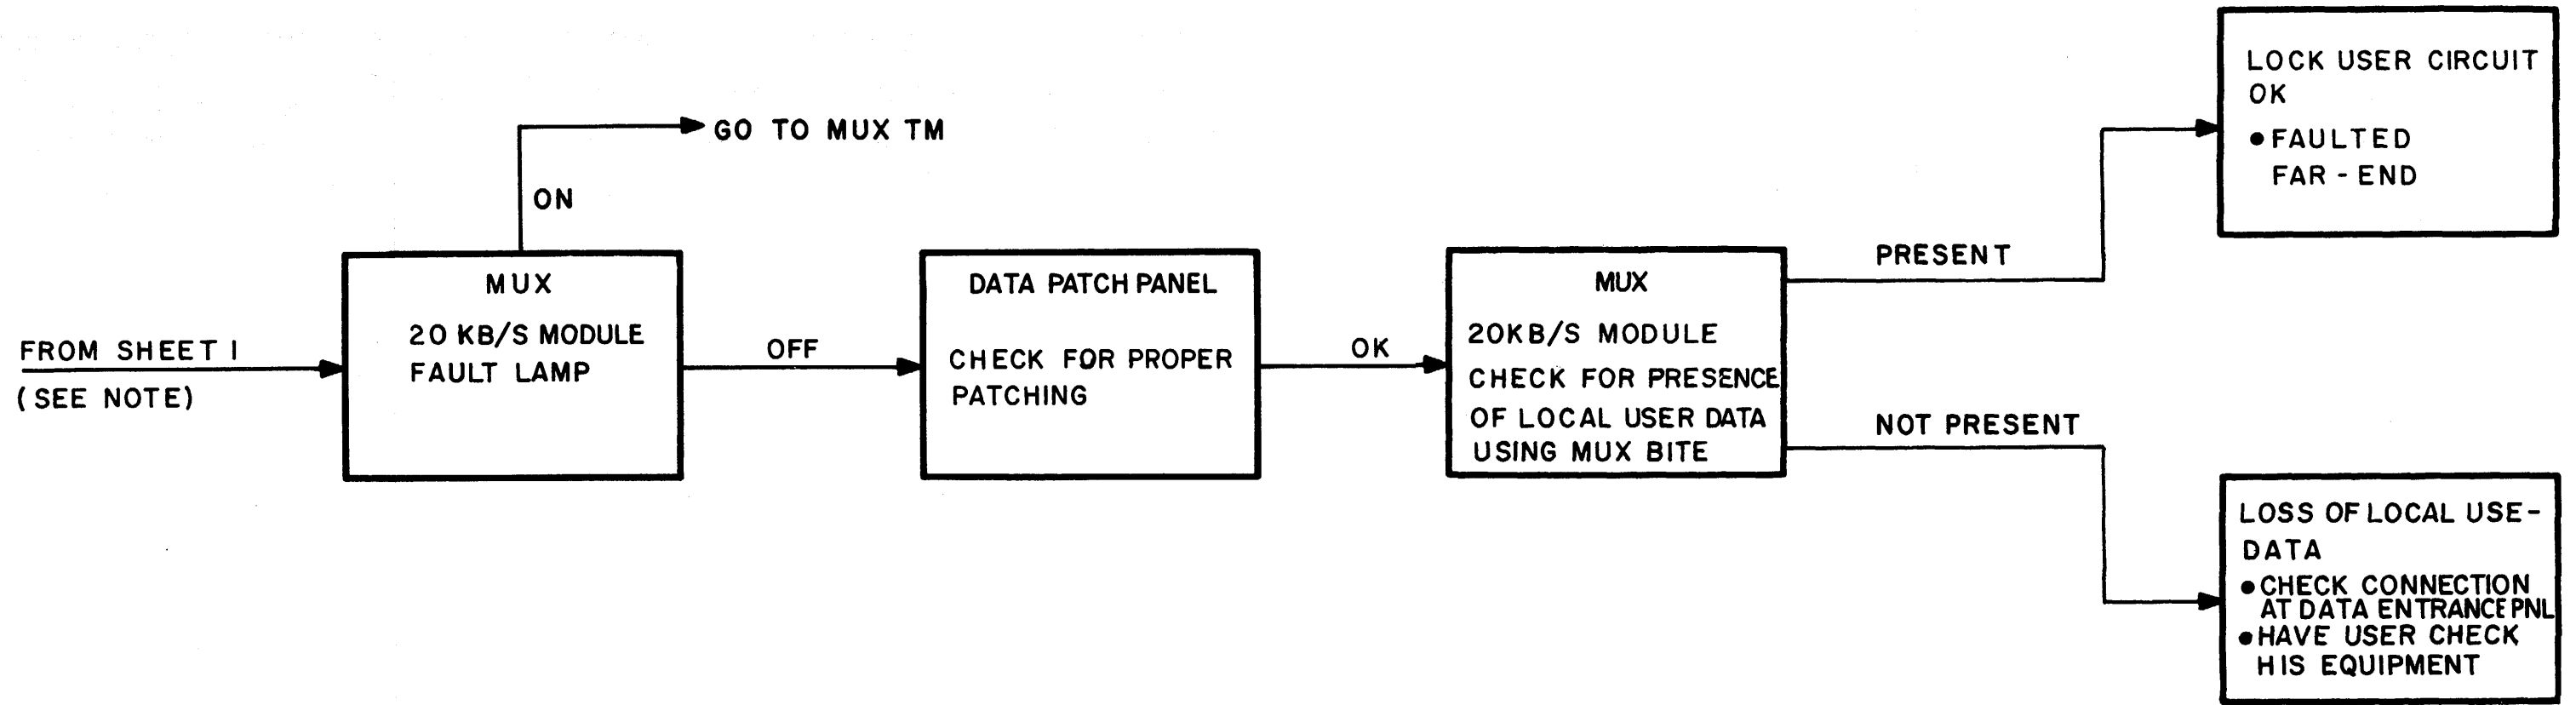 FROM SHEET 1
(SEE NOTE)
ON
GO TO MUX TM
MUX
20 KB/S MODULE
FAULT LAMP
OFF
DATA PATCH PANEL
CHECK FOR PROPER
PATCHING
OK
MUX
20KB/S MODULE
CHECK FOR PRESENCE
OF LOCAL USER DATA
USING MUX BITE
PRESENT
LOCK USER CIRCUIT
OK
● FAULTED
FAR - END
NOT PRESENT
LOSS OF LOCAL USE-
DATA
● CHECK CONNECTION
AT DATA ENTRANCE PNL
● HAVE USER CHECK
HIS EQUIPMENT